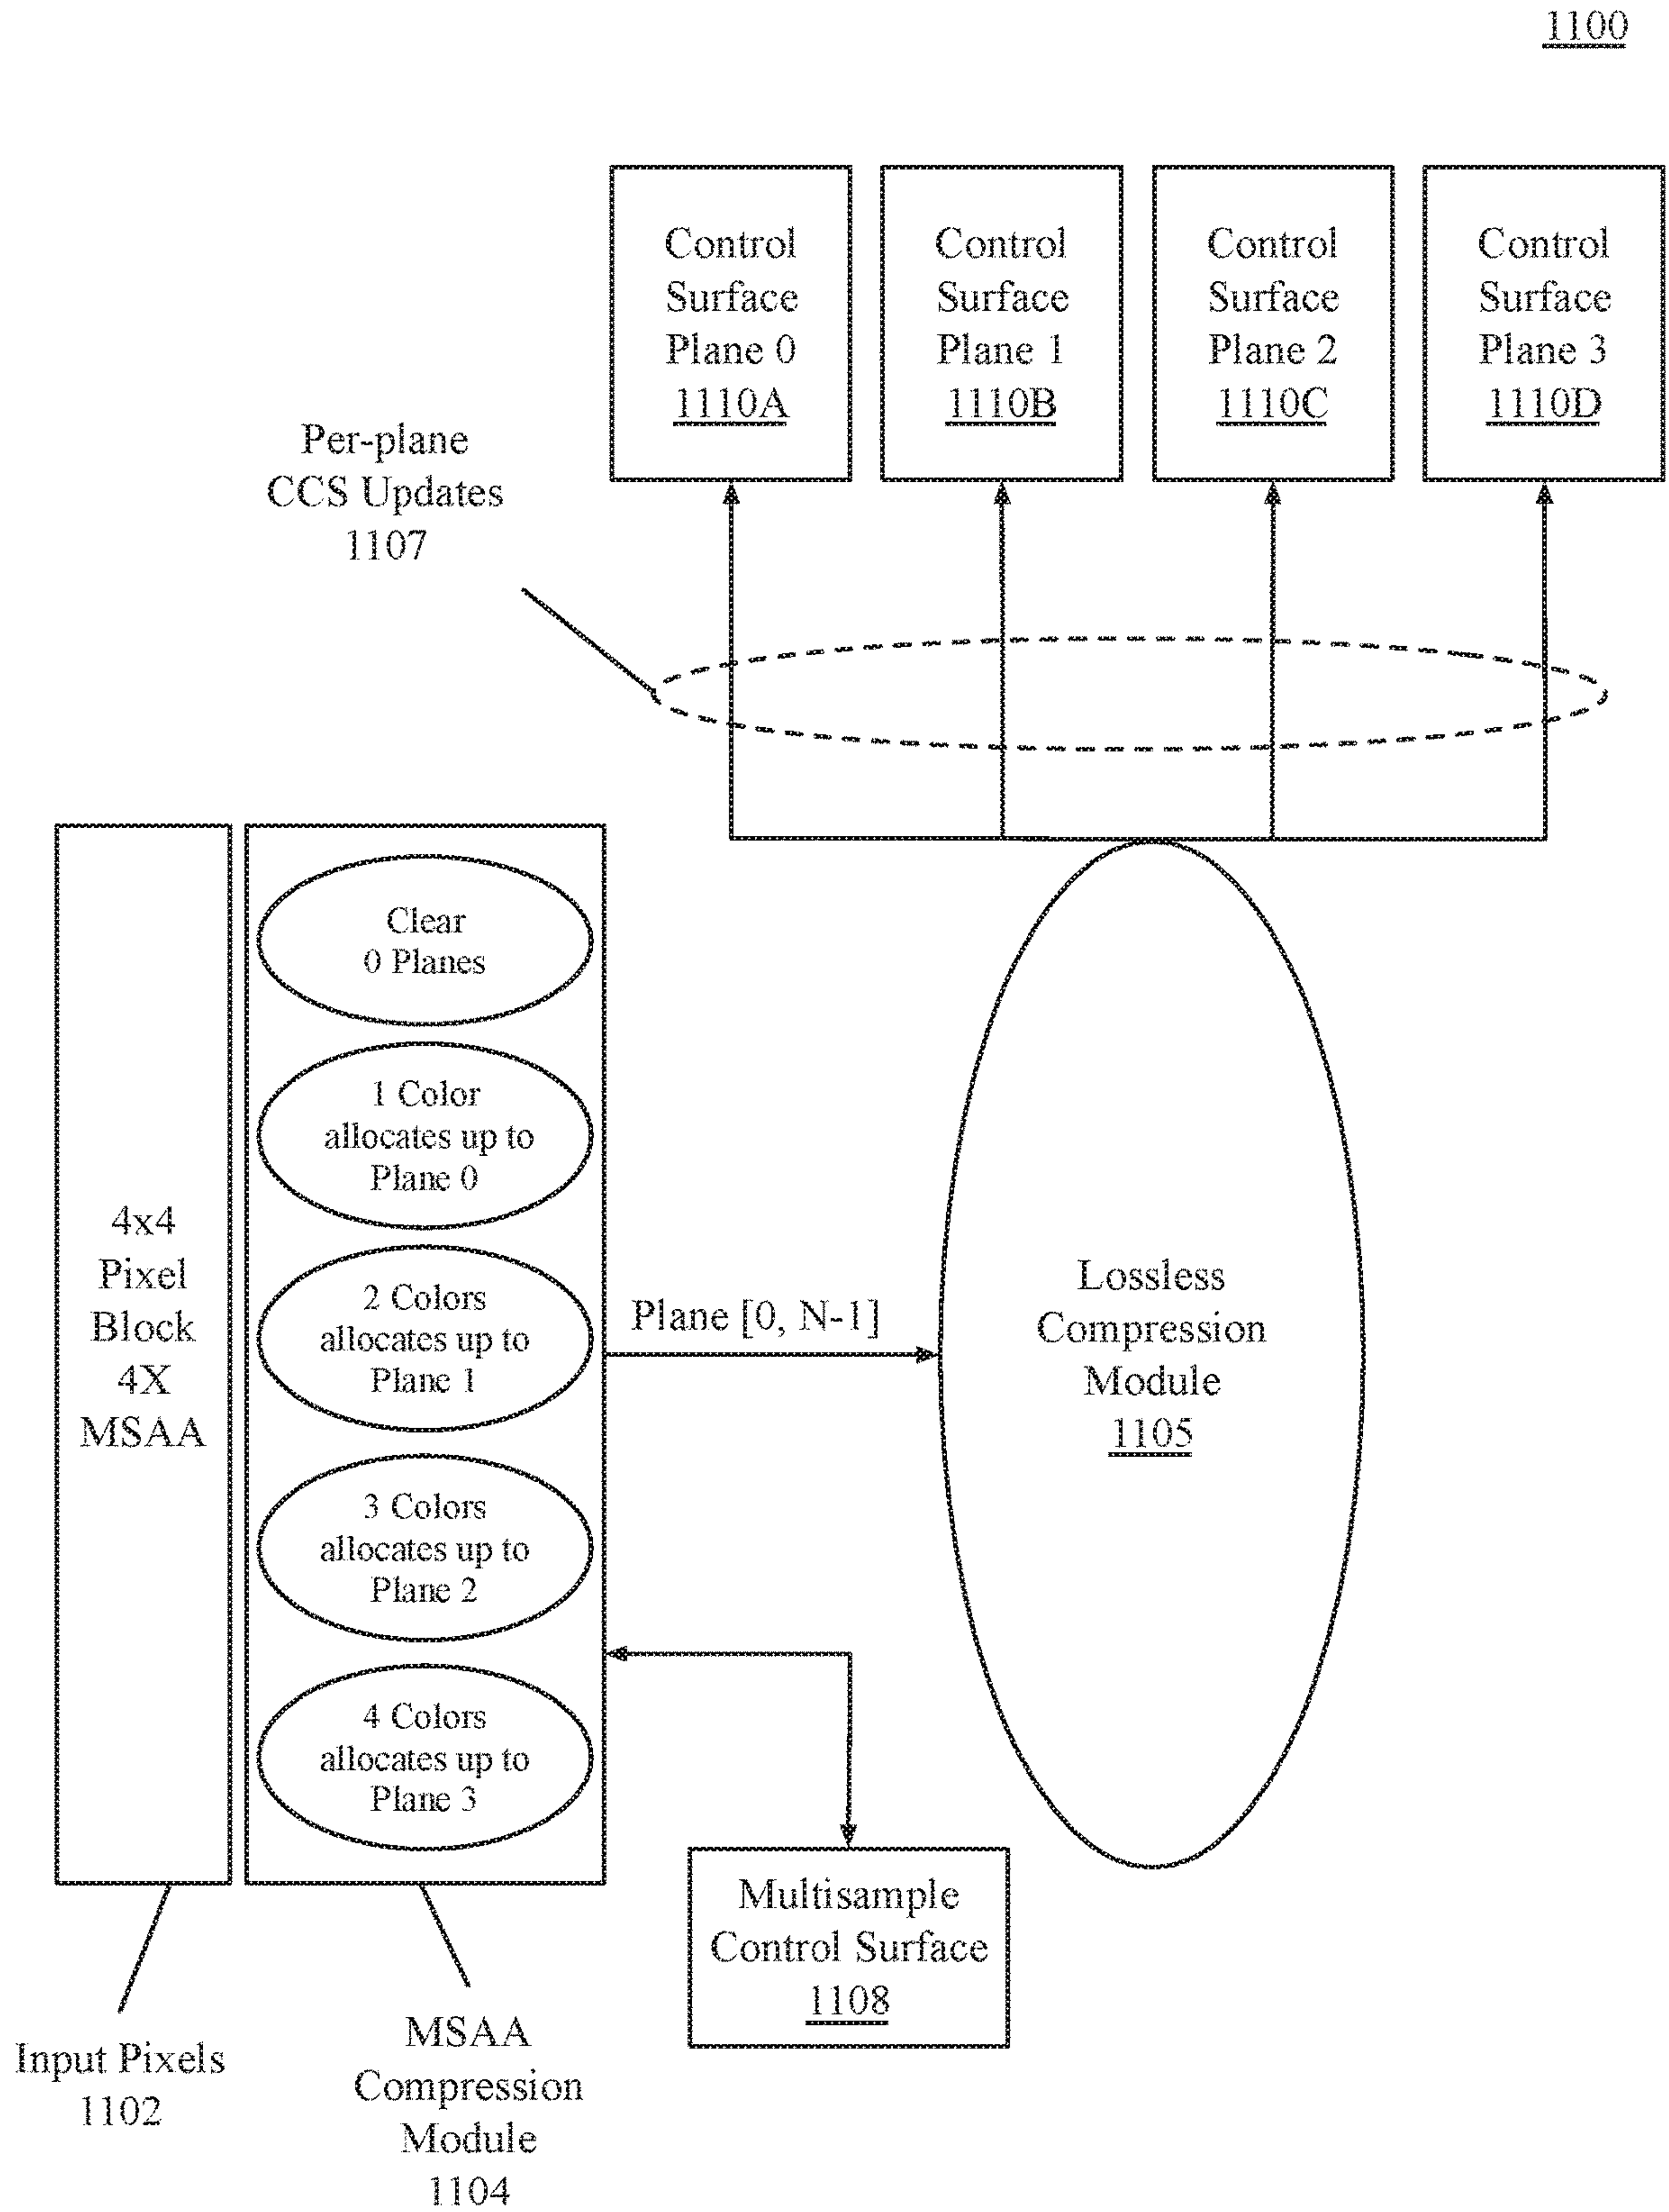 1100
Control
Surface
Plane 0
1110A
Control
Surface
Plane 1
1110B
Control
Surface
Plane 2
1110C
Control
Surface
Plane 3
1110D
Per-plane
CCS Updates
1107
4x4
Pixel
Block
4X
MSAA
Clear
0 Planes
1 Color
allocates up to
Plane 0
2 Colors
allocates up to
Plane 1
3 Colors
allocates up to
Plane 2
4 Colors
allocates up to
Plane 3
Plane [0, N-1]
Lossless
Compression
Module
1105
Multisample
Control Surface
1108
Input Pixels
1102
MSAA
Compression
Module
1104